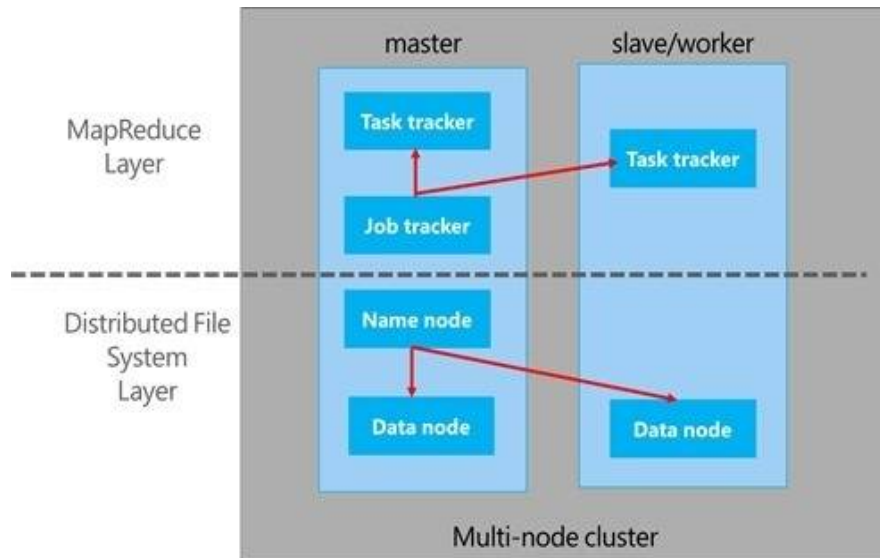 master
slave/worker
MapReduce
Layer
Task tracker
Task tracker
Job tracker
Distributed File
System
Layer
Name node
Data node
Data node
Multi-node cluster